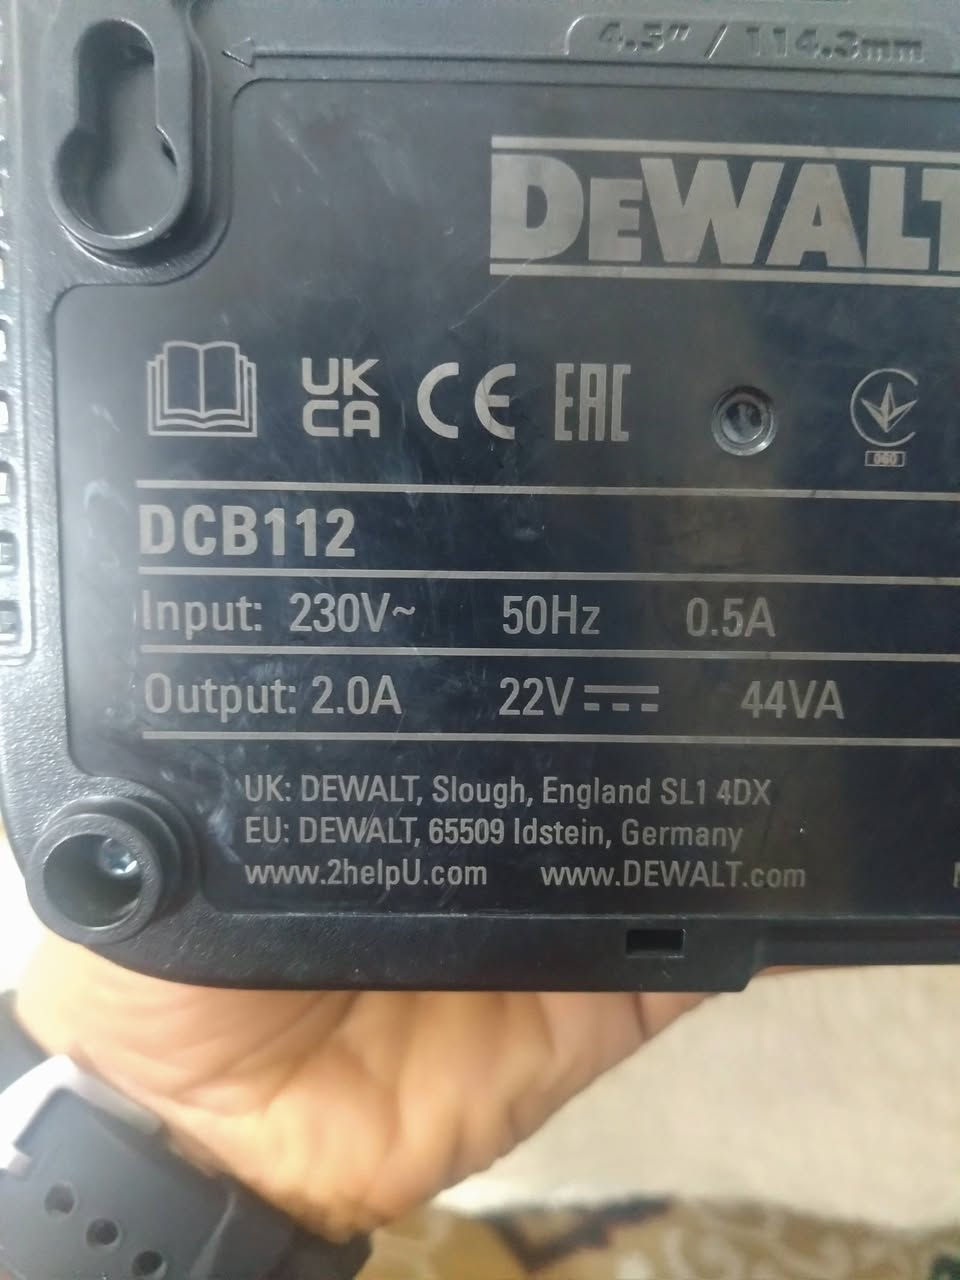 4.5" / 114.3mm
DEWALT
UK
CA CE EAC
060
DCB112
Input: 230V~ 50Hz 0.5A
Output: 2.0A 22V⎓ 44VA
UK: DEWALT, Slough, England SL1 4DX
EU: DEWALT, 65509 Idstein, Germany
www.2helpU.com www.DEWALT.com